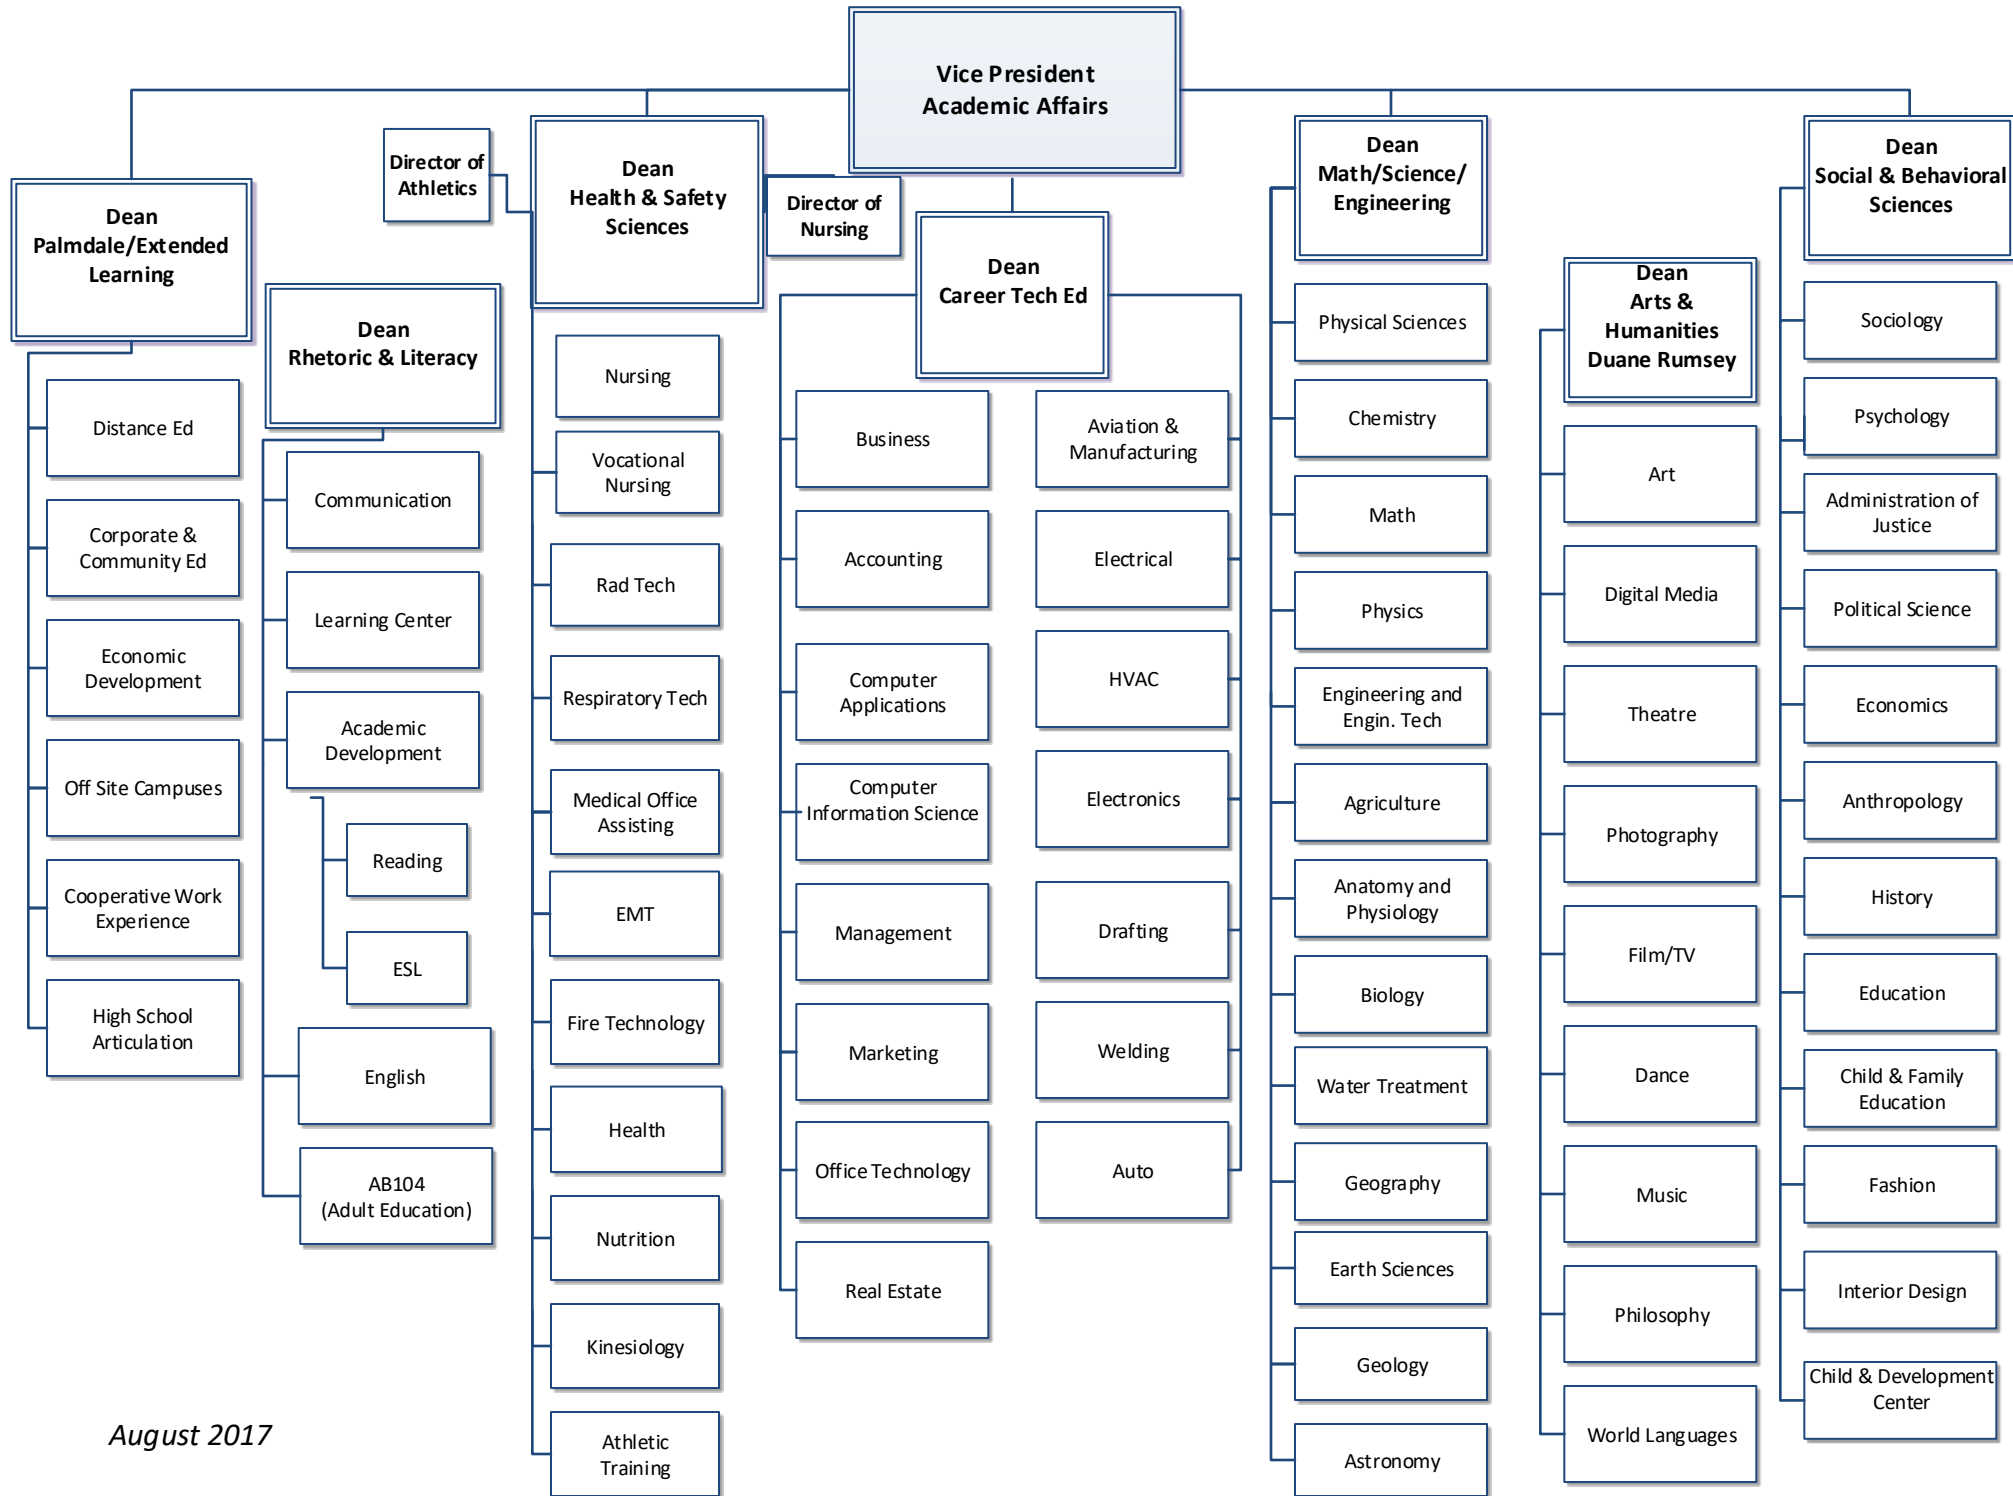 Vice President
Academic Affairs
Dean
Palmdale/Extended
Learning
Distance Ed
Corporate &
Community Ed
Economic
Development
Off Site Campuses
Cooperative Work
Experience
High School
Articulation
Dean
Rhetoric & Literacy
Communication
Learning Center
Academic
Development
Reading
ESL
English
AB104
(Adult Education)
Director of
Athletics
Dean
Health & Safety
Sciences
Director of
Nursing
Nursing
Vocational
Nursing
Rad Tech
Respiratory Tech
Medical Office
Assisting
EMT
Fire Technology
Health
Nutrition
Kinesiology
Athletic
Training
Dean
Career Tech Ed
Business
Accounting
Computer
Applications
Computer
Information Science
Management
Marketing
Office Technology
Real Estate
Aviation &
Manufacturing
Electrical
HVAC
Electronics
Drafting
Welding
Auto
Dean
Math/Science/
Engineering
Physical Sciences
Chemistry
Math
Physics
Engineering and
Engin. Tech
Agriculture
Anatomy and
Physiology
Biology
Water Treatment
Geography
Earth Sciences
Geology
Astronomy
Dean
Arts &
Humanities
Duane Rumsey
Art
Digital Media
Theatre
Photography
Film/TV
Dance
Music
Philosophy
World Languages
Dean
Social & Behavioral
Sciences
Sociology
Psychology
Administration of
Justice
Political Science
Economics
Anthropology
History
Education
Child & Family
Education
Fashion
Interior Design
Child & Development
Center
August 2017